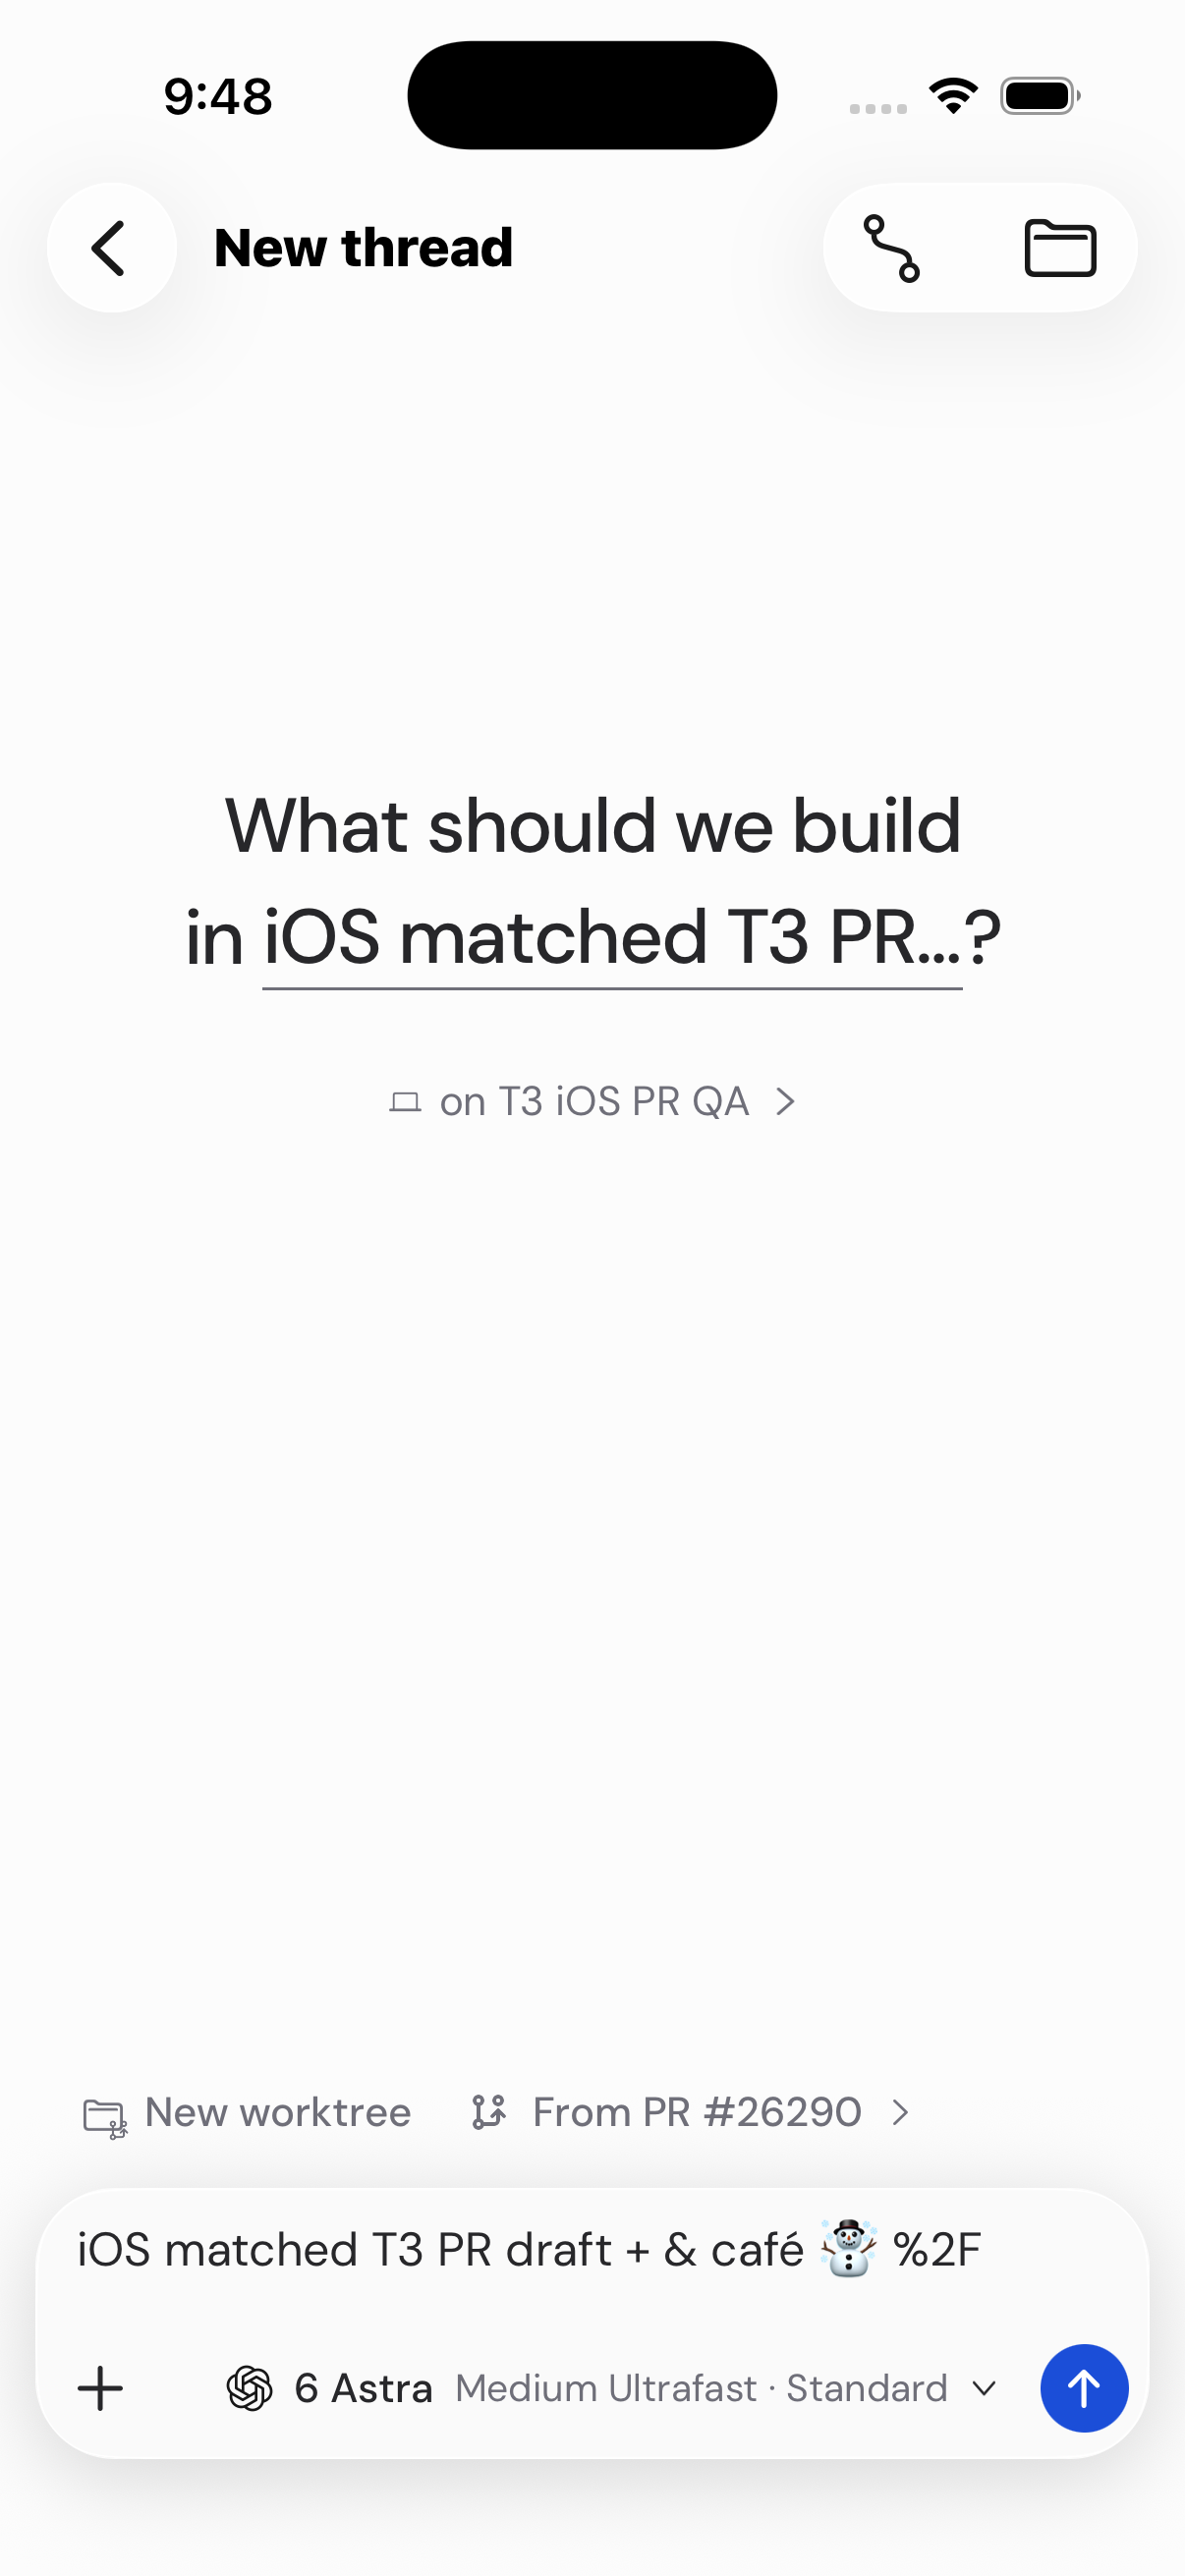 9:48
New thread
What should we build
in iOS matched T3 PR...?
on T3 iOS PR QA
New worktree From PR #26290
iOS matched T3 PR draft + & café ☃️ %2F
6 Astra Medium Ultrafast · Standard